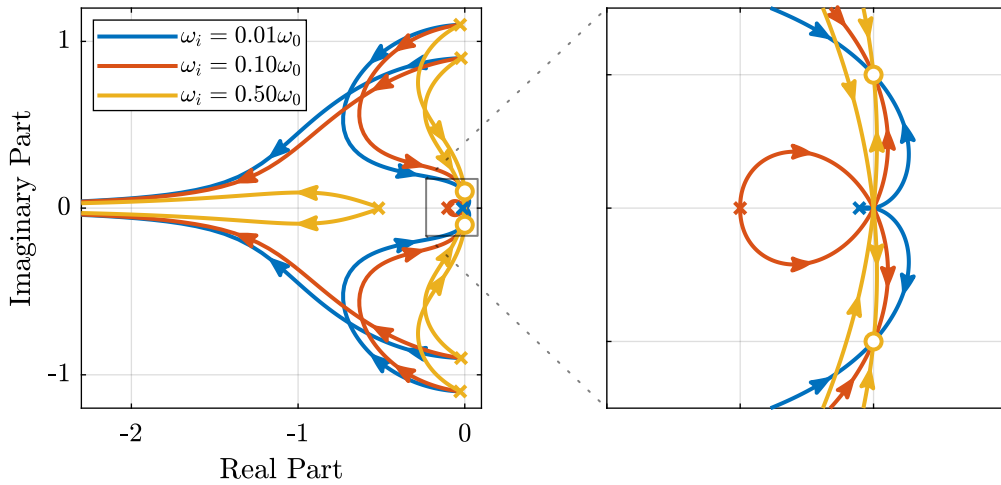 1
ωᵢ = 0.01ω₀
ωᵢ = 0.10ω₀
ωᵢ = 0.50ω₀
0
-1
Imaginary Part
-2
-1
0
Real Part